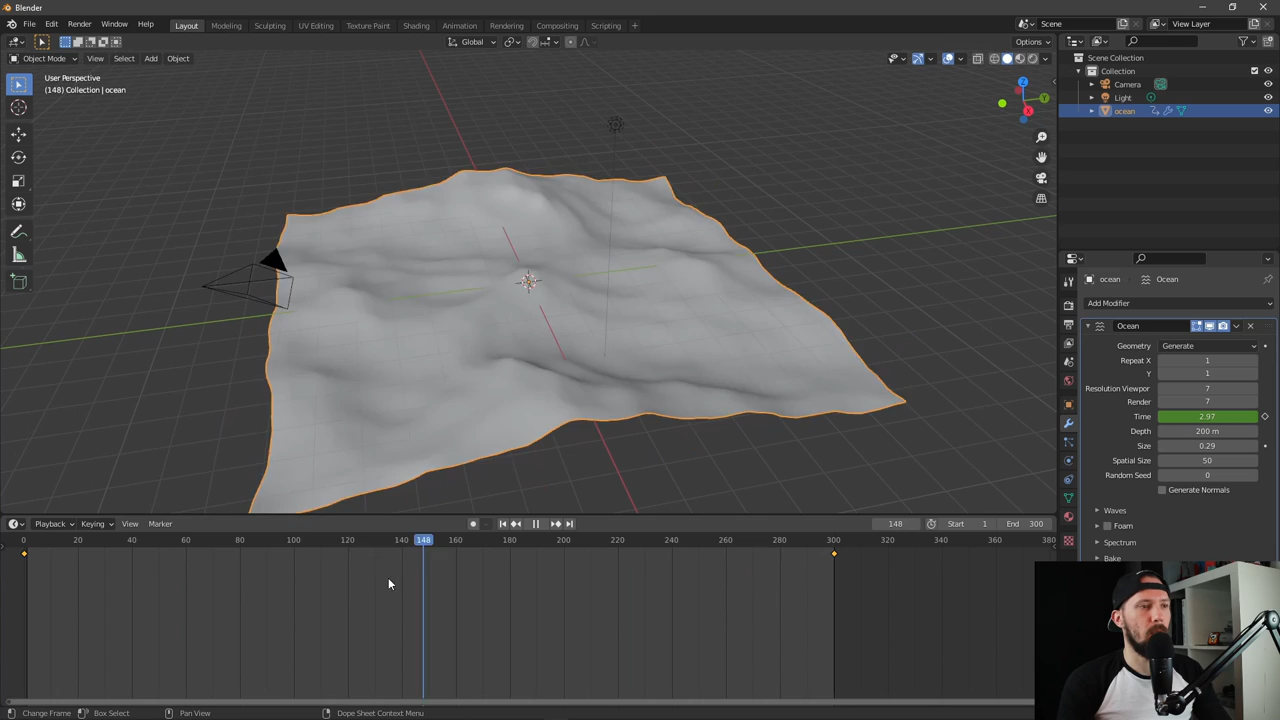 Blender
File Edit Render Window Help Layout Modeling Sculpting UV Editing Texture Paint Shading Animation Rendering Compositing Scripting + Scene View Layer
Global Options
Object Mode View Select Add Object
User Perspective
(148) Collection | ocean
Z
Y
X
Scene Collection
Collection
Camera
Light
ocean
ocean > Ocean
Add Modifier
Ocean
Geometry Generate
Repeat X 1
Y 1
Resolution Viewpor 7
Render 7
Time 2.97
Depth 200 m
Size 0.29
Spatial Size 50
Random Seed 0
Generate Normals
Waves
Foam
Spectrum
Bake
Playback Keying View Marker 148 Start 1 End 300
0 20 40 60 80 100 120 140 148 160 180 200 220 240 260 280 300 320 340 360 380
Change Frame Box Select Pan View Dope Sheet Context Menu